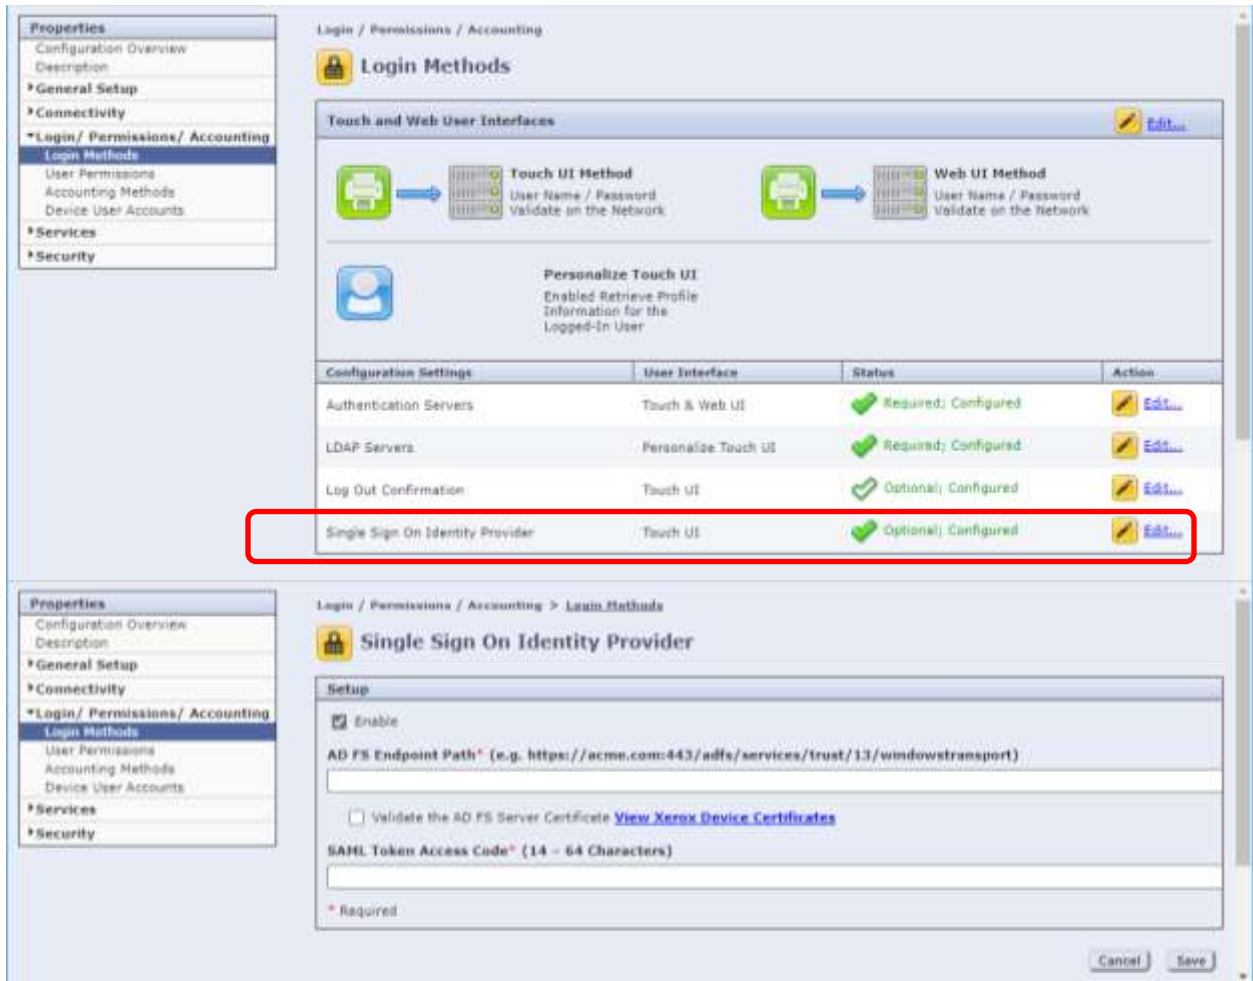 Properties
Configuration Overview
Description
General Setup
Connectivity
Login/ Permissions/ Accounting
Login Methods
User Permissions
Accounting Methods
Device User Accounts
Services
Security
Login / Permissions / Accounting
Login Methods
Touch and Web User Interfaces
Edit...
Touch UI Method
User Name / Password
Validate on the Network
Web UI Method
User Name / Password
Validate on the Network
Personalize Touch UI
Enabled Retrieve Profile
Information for the
Logged-In User
Configuration Settings User Interface Status Action
Authentication Servers Touch & Web UI Required; Configured Edit...
LDAP Servers Personalize Touch UI Required; Configured Edit...
Log Out Confirmation Touch UI Optional; Configured Edit...
Single Sign On Identity Provider Touch UI Optional; Configured Edit...
Properties
Configuration Overview
Description
General Setup
Connectivity
Login/ Permissions/ Accounting
Login Methods
User Permissions
Accounting Methods
Device User Accounts
Services
Security
Login / Permissions / Accounting > Login Methods
Single Sign On Identity Provider
Setup
Enable
AD FS Endpoint Path* (e.g. https://acme.com:443/adfs/services/trust/13/windowstransport)
Validate the AD FS Server Certificate View Xerox Device Certificates
SAML Token Access Code* (14 - 64 Characters)
* Required
Cancel Save